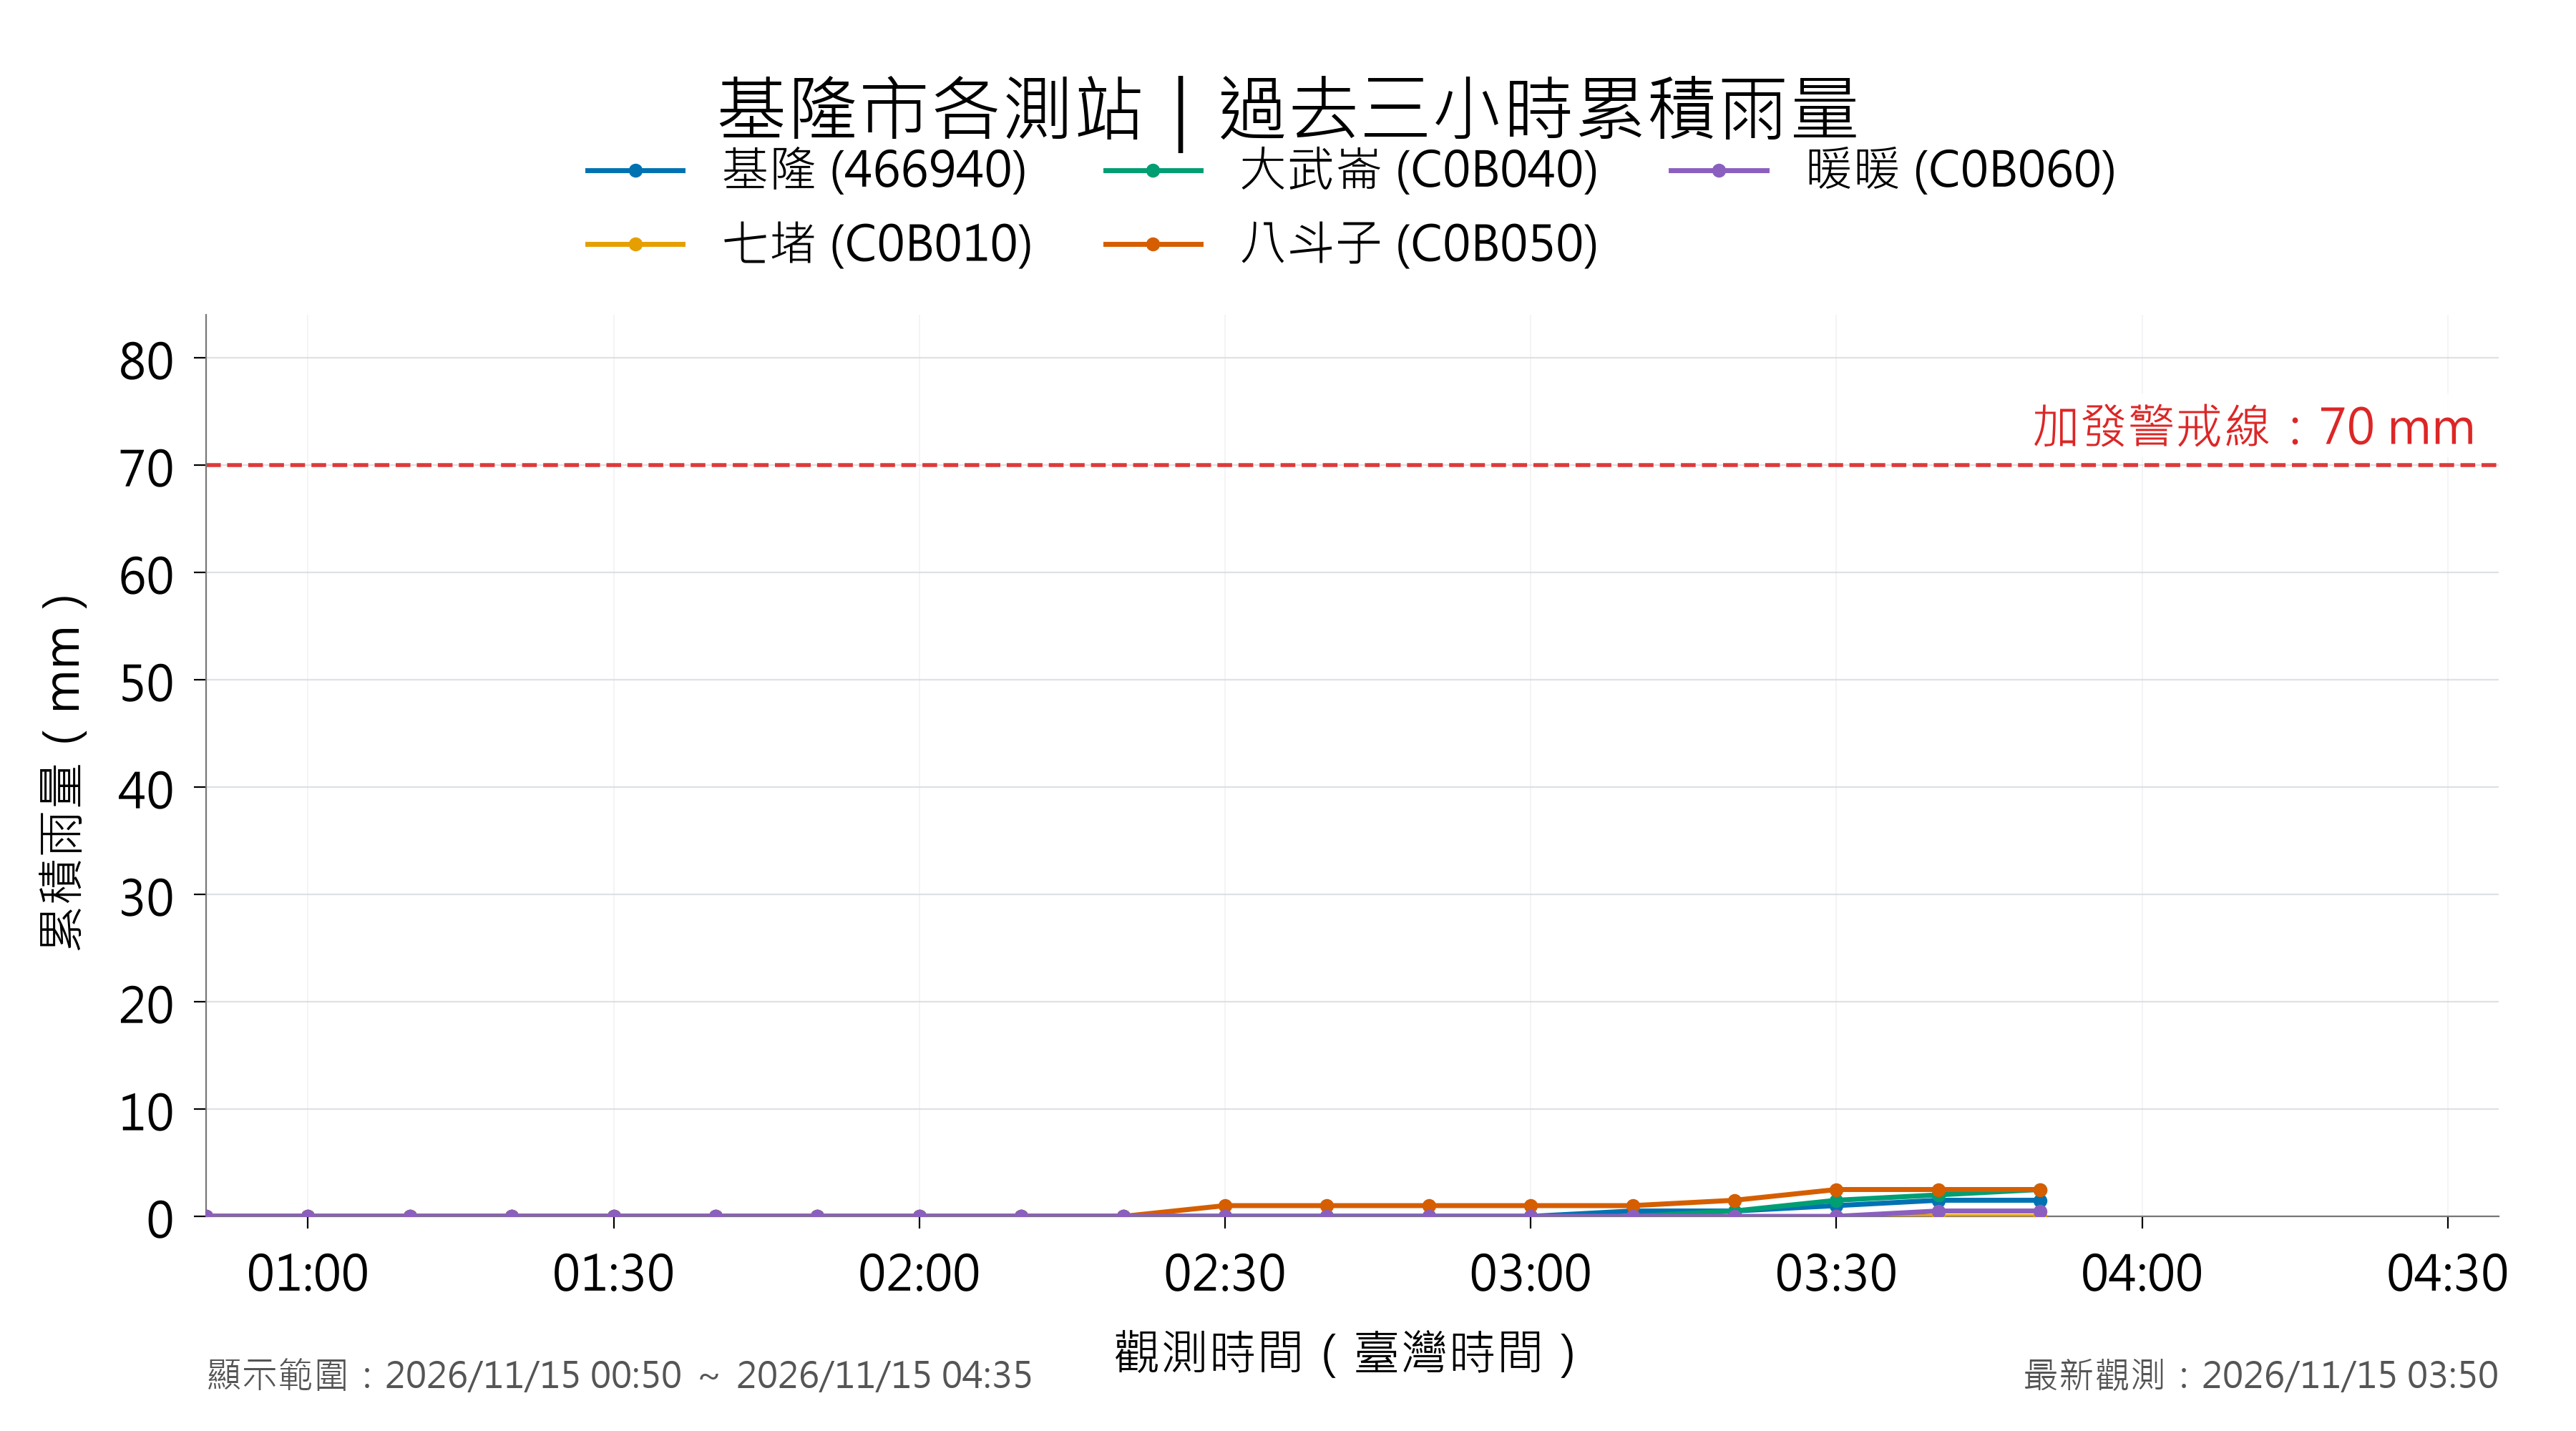 基隆市各測站｜過去三小時累積雨量
基隆 (466940)
大武崙 (C0B040)
暖暖 (C0B060)
七堵 (C0B010)
八斗子 (C0B050)
累積雨量（mm）
80
70
60
50
40
30
20
10
0
加發警戒線：70 mm
01:00
01:30
02:00
02:30
03:00
03:30
04:00
04:30
觀測時間（臺灣時間）
顯示範圍：2026/11/15 00:50 ~ 2026/11/15 04:35
最新觀測：2026/11/15 03:50